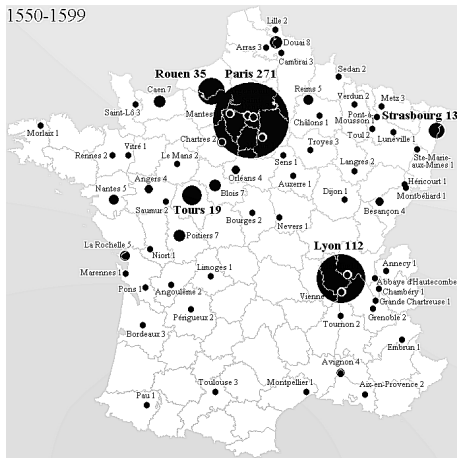 1550-1599
Lille 2
Douai 8
Arras 3
Cambrai 3
Rouen 35
Paris 271
Sedan 2
Caen 7
Reims 5
Verdun 2
Metz 3
Saint-Lô 3
Mantes
Pont-à-
Mousson 1
Strasbourg 13
Châlons 1
Morlaix 1
Toul 2
Lunéville 1
Chartres 2
Vitré 1
Rennes 2
Troyes 3
Le Mans 2
Sens 1
Ste-Marie-
aux-Mines 1
Langres 2
Orléans 4
Auxerre 1
Angers 4
Nantes 5
Blois 7
Héricourt 1
Montbéliard 1
Dijon 1
Saumur 2
Tours 19
Besançon 4
Bourges 2
Nevers 1
Poitiers 7
La Rochelle 5
Niort 1
Lyon 112
Annecy 1
Marennes 1
Limoges 1
Abbaye d'Hautecombe
Pons 1
Angoulême 2
Chambéry 1
Vienne
Grande Chartreuse 1
Périgueux 2
Grenoble 2
Tournon 2
Bordeaux 3
Embrun 1
Avignon 4
Toulouse 3
Montpellier 1
Aix-en-Provence 2
Pau 1